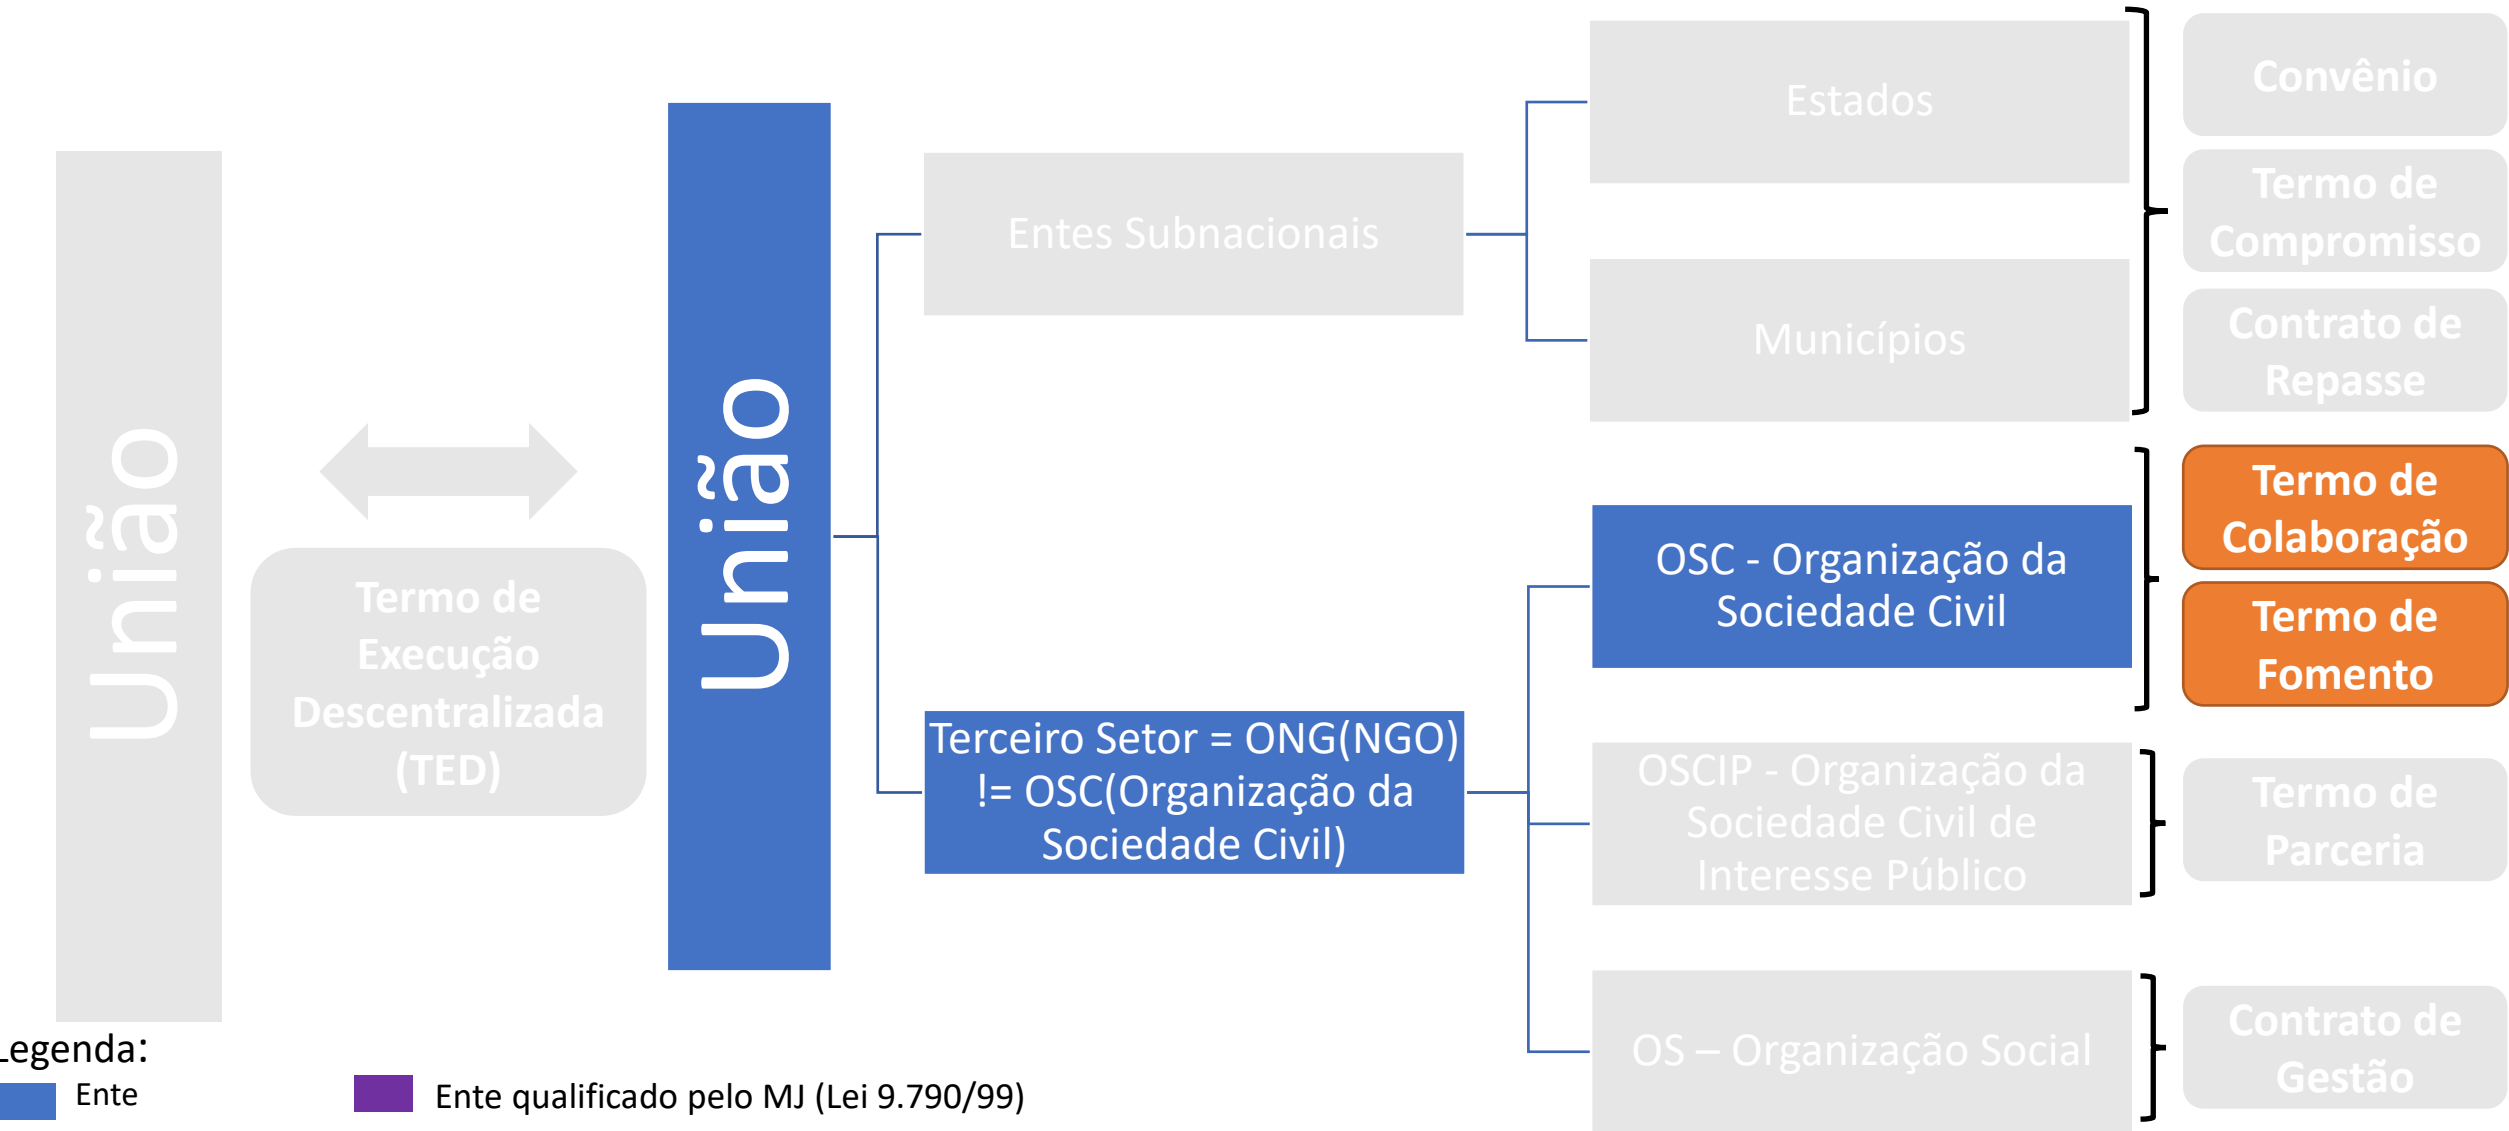 União
Termo de
Execução
Descentralizada
(TED)
União
Entes Subnacionais
Terceiro Setor = ONG(NGO)
!= OSC(Organização da
Sociedade Civil)
Estados
Municípios
OSC - Organização da
Sociedade Civil
OSCIP - Organização da
Sociedade Civil de
Interesse Público
OS – Organização Social
Convênio
Termo de
Compromisso
Contrato de
Repasse
Termo de
Colaboração
Termo de
Fomento
Termo de
Parceria
Contrato de
Gestão
Legenda:
Ente
Ente qualificado pelo MJ (Lei 9.790/99)